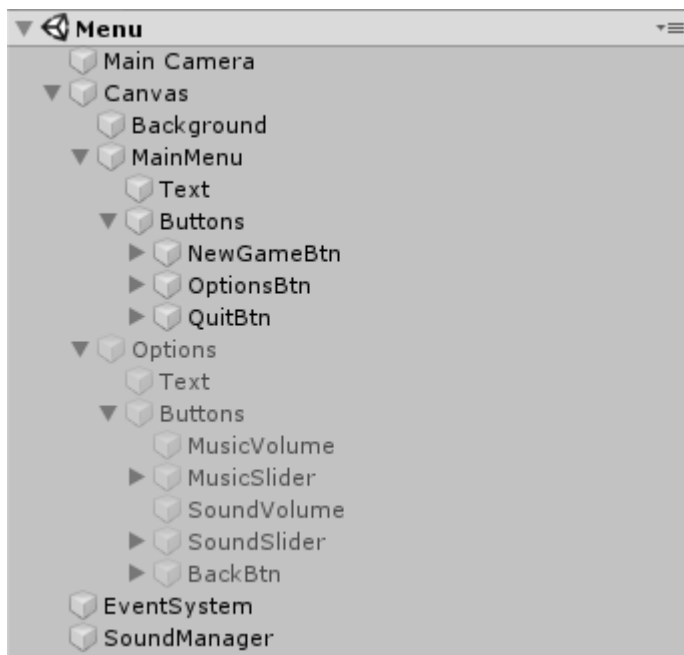 Menu
Main Camera
Canvas
Background
MainMenu
Text
Buttons
NewGameBtn
OptionsBtn
QuitBtn
Options
Text
Buttons
MusicVolume
MusicSlider
SoundVolume
SoundSlider
BackBtn
EventSystem
SoundManager